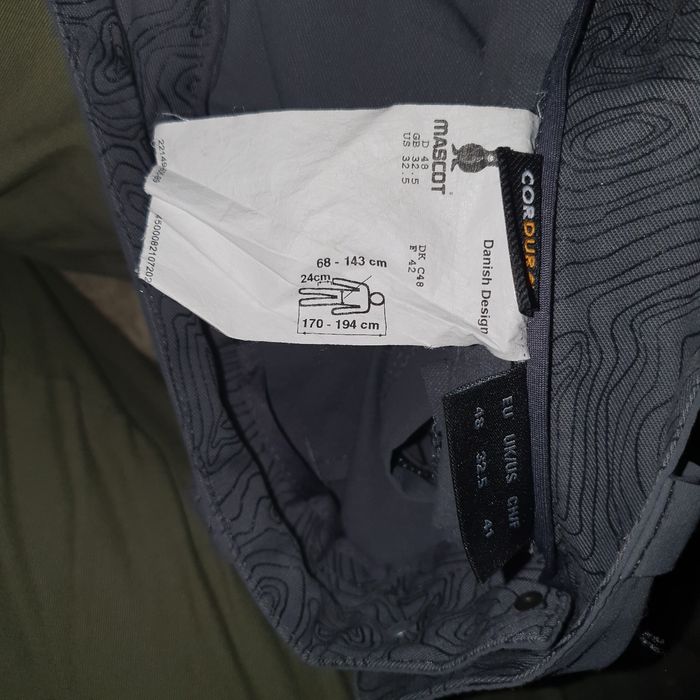 MASCOT
Danish Design
D 48
GB 32.5
US 32.5
DK C48
F 42
68 - 143 cm
24cm
170 - 194 cm
CORDURA
EU UK/US CH/F
48 32.5 41